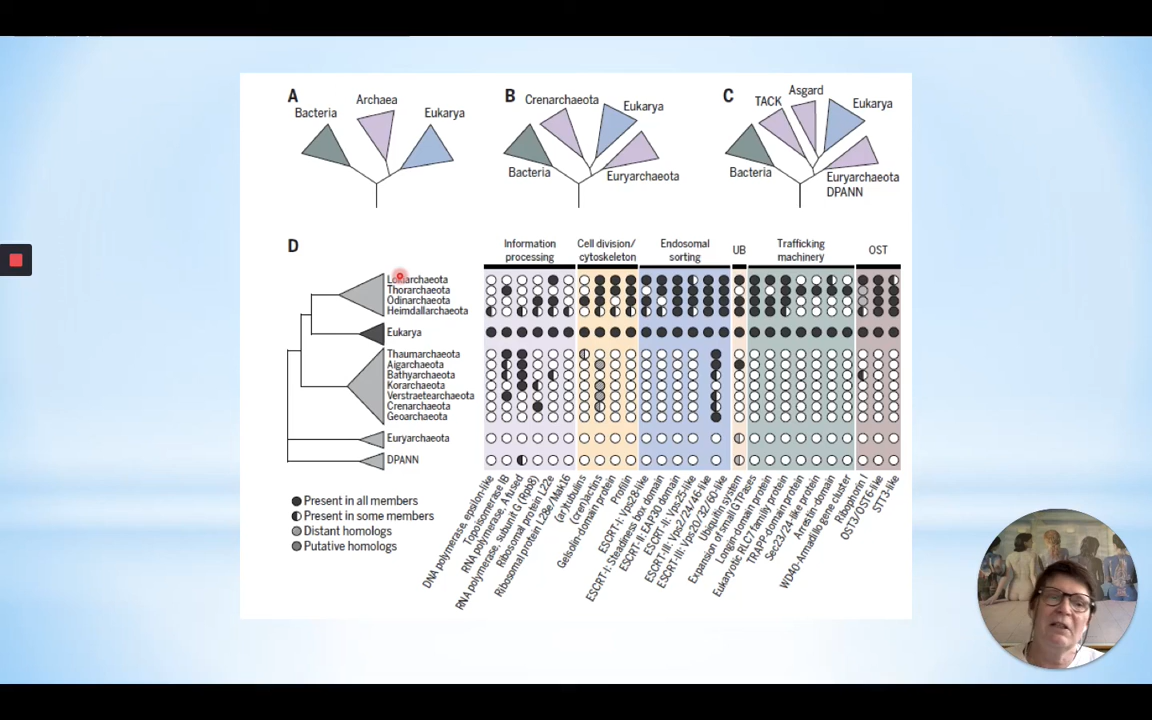 A
Bacteria
Archaea
Eukarya
B
Crenarchaeota
Eukarya
Bacteria
Euryarchaeota
C
TACK
Asgard
Eukarya
Bacteria
Euryarchaeota
DPANN
D
Information
processing
Cell division/
cytoskeleton
Endosomal
sorting
UB
Trafficking
machinery
OST
Lokiarchaeota
Thorarchaeota
Odinarchaeota
Heimdallarchaeota
Eukarya
Thaumarchaeota
Aigarchaeota
Bathyarchaeota
Korarchaeota
Verstraetearchaeota
Crenarchaeota
Geoarchaeota
Euryarchaeota
DPANN
Present in all members
Present in some members
Distant homologs
Putative homologs
DNA polymerase, epsilon-like
Topoisomerase IB
RNA polymerase, A fused
RNA polymerase, subunit G (Rpb8)
Ribosomal protein L22e
Ribosomal protein L28e/Mak16
(ar)tubulins
(cren)actins
Gelsolin-domain protein
Profilin
ESCRT-I: Vps28-like
ESCRT-I: Steadiness box domain
ESCRT-II: EAP30 domain
ESCRT-II: Vps25-like
ESCRT-III: Vps2/24/46-like
ESCRT-III: Vps20/32/60-like
Ubiquitin system
Expansion of small GTPases
Longin-domain protein
Eukaryotic RLC7 family protein
TRAPP-domain protein
Sec23/24-like protein
Arrestin-domain
WD40-Armadillo gene cluster
Ribophorin I
OST3/OST6-like
STT3-like